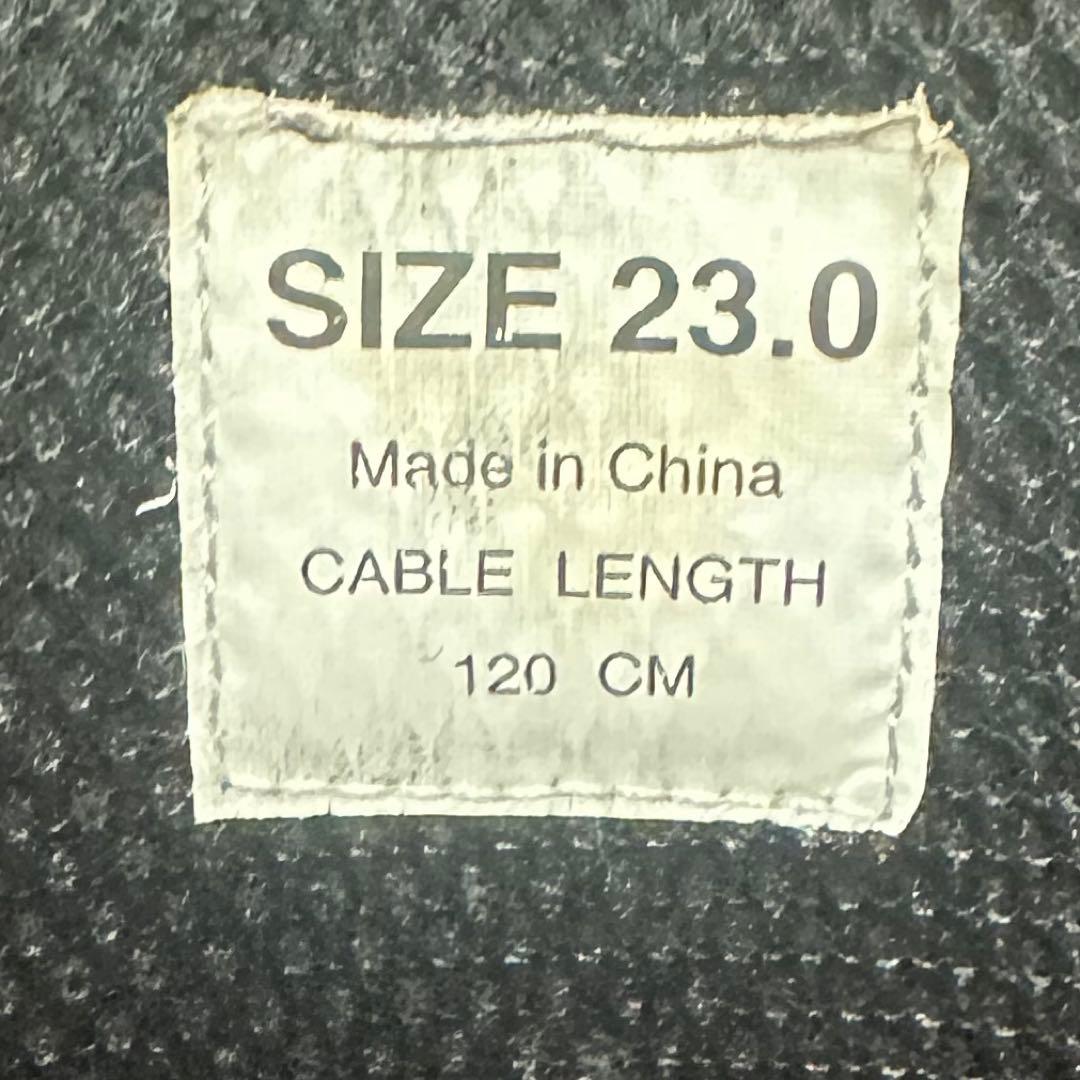 SIZE 23.0
Made in China
CABLE LENGTH
120 CM